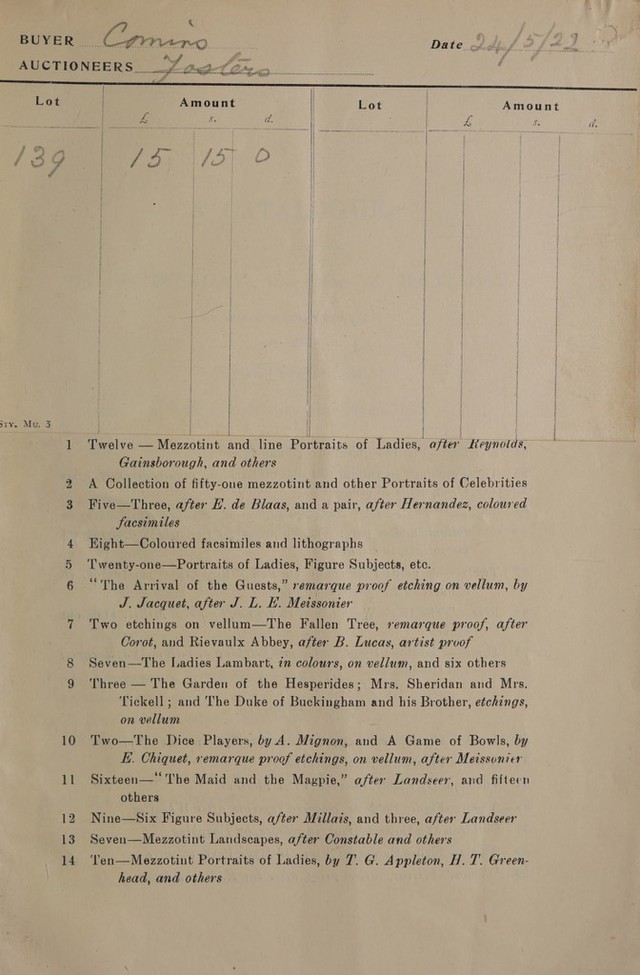 BUYER Comino Date 24/5/22
AUCTIONEERS Fosters
Lot Amount Lot Amount
£ s. d. £ s. d.
139 15 15 0
Siv. Mu. 3
1 Twelve — Mezzotint and line Portraits of Ladies, after Reynolds,
Gainsborough, and others
2 A Collection of fifty-one mezzotint and other Portraits of Celebrities
3 Five—Three, after E. de Blaas, and a pair, after Hernandez, coloured
facsimiles
4 Eight—Coloured facsimiles and lithographs
5 Twenty-one—Portraits of Ladies, Figure Subjects, etc.
6 “The Arrival of the Guests,” remarque proof etching on vellum, by
J. Jacquet, after J. L. E. Meissonier
7 Two etchings on vellum—The Fallen Tree, remarque proof, after
Corot, and Rievaulx Abbey, after B. Lucas, artist proof
8 Seven—The Ladies Lambart, in colours, on vellum, and six others
9 Three — The Garden of the Hesperides; Mrs. Sheridan and Mrs.
Tickell; and The Duke of Buckingham and his Brother, etchings,
on vellum
10 Two—The Dice Players, by A. Mignon, and A Game of Bowls, by
E. Chiquet, remarque proof etchings, on vellum, after Meissonier
11 Sixteen—“The Maid and the Magpie,” after Landseer, and fifteen
others
12 Nine—Six Figure Subjects, after Millais, and three, after Landseer
13 Seven—Mezzotint Landscapes, after Constable and others
14 Ten—Mezzotint Portraits of Ladies, by T. G. Appleton, H. T. Green-
head, and others